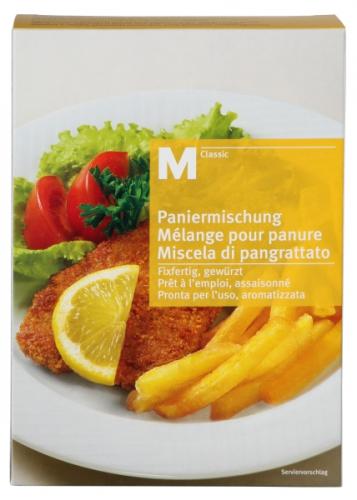 M
Classic
Paniermischung
Mélange pour panure
Miscela di pangrattato
Fixfertig, gewürzt
Prêt à l'emploi, assaisonné
Pronta per l'uso, aromatizzata
Serviervorschlag